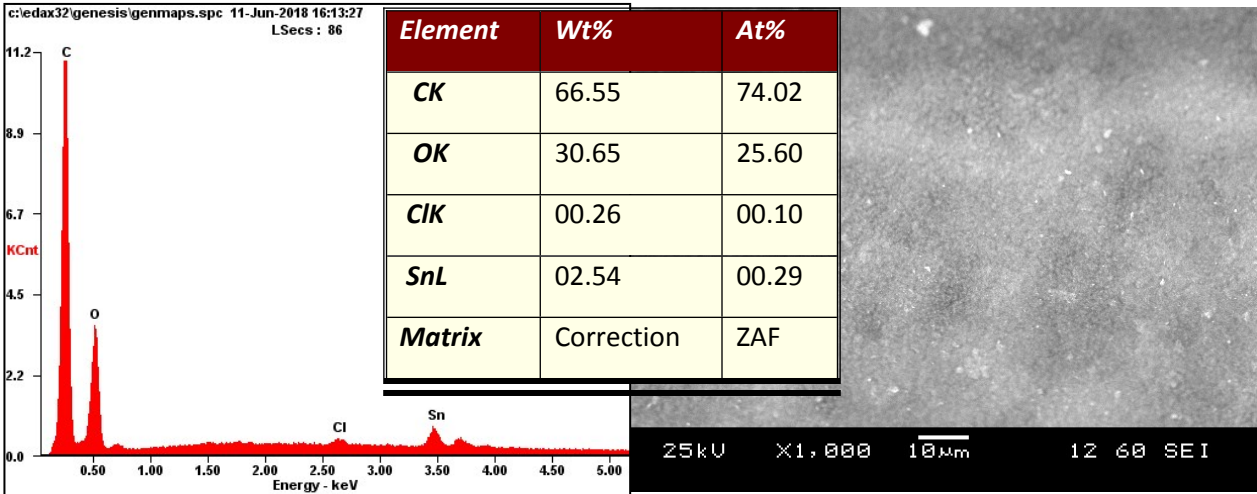 c:\edax32\genesis\genmaps.spc 11-Jun-2018 16:13:27
LSecs : 86
11.2
8.9
6.7
KCnt
4.5
2.2
0.0
C
O
Cl
Sn
0.50 1.00 1.50 2.00 2.50 3.00 3.50 4.00 4.50 5.00
Energy - keV
Element Wt% At%
CK 66.55 74.02
OK 30.65 25.60
ClK 00.26 00.10
SnL 02.54 00.29
Matrix Correction ZAF
25kU X1,000 10µm 12 60 SEI